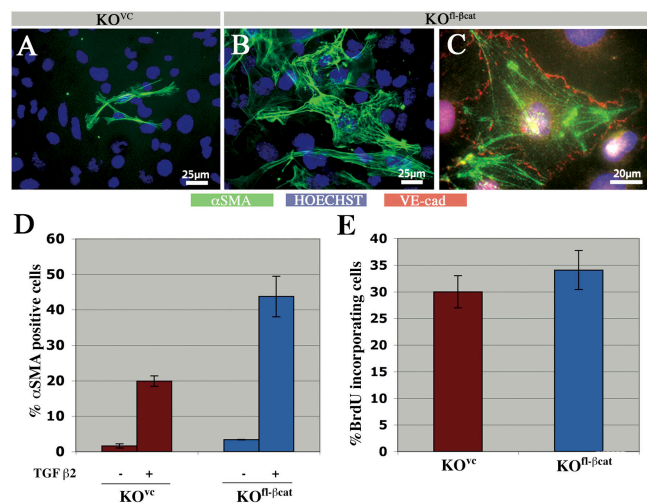 KO^VC KO^fl-βcat
A B C
25μm 25μm 20μm
αSMA HOECHST VE-cad
D
% αSMA positive cells
60
50
40
30
20
10
0
TGF β2 - + - +
KO^vc KO^fl-βcat
E
%BrdU incorporating cells
40
35
30
25
20
15
10
5
0
KO^vc KO^fl-βcat